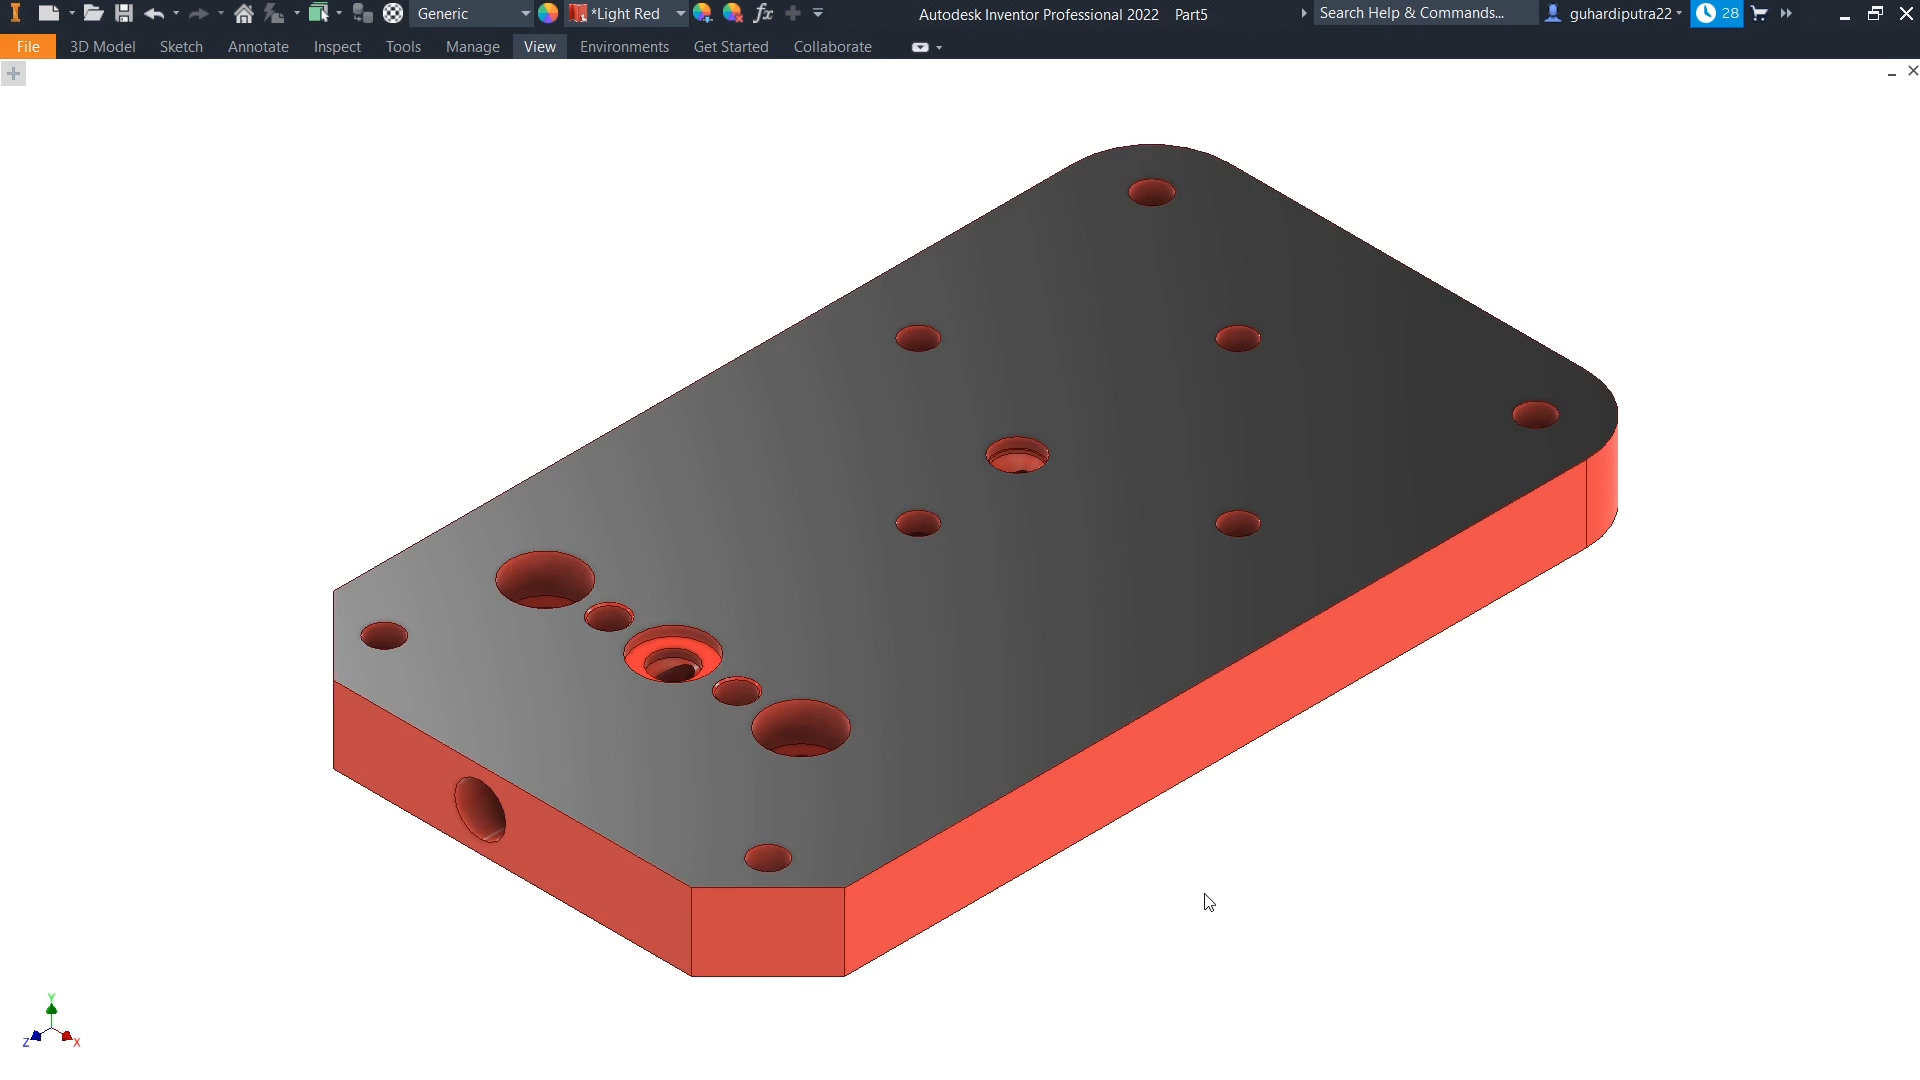 Generic *Light Red fx Autodesk Inventor Professional 2022 Part5 Search Help & Commands... guhardiputra22 28
File 3D Model Sketch Annotate Inspect Tools Manage View Environments Get Started Collaborate
Y
Z X